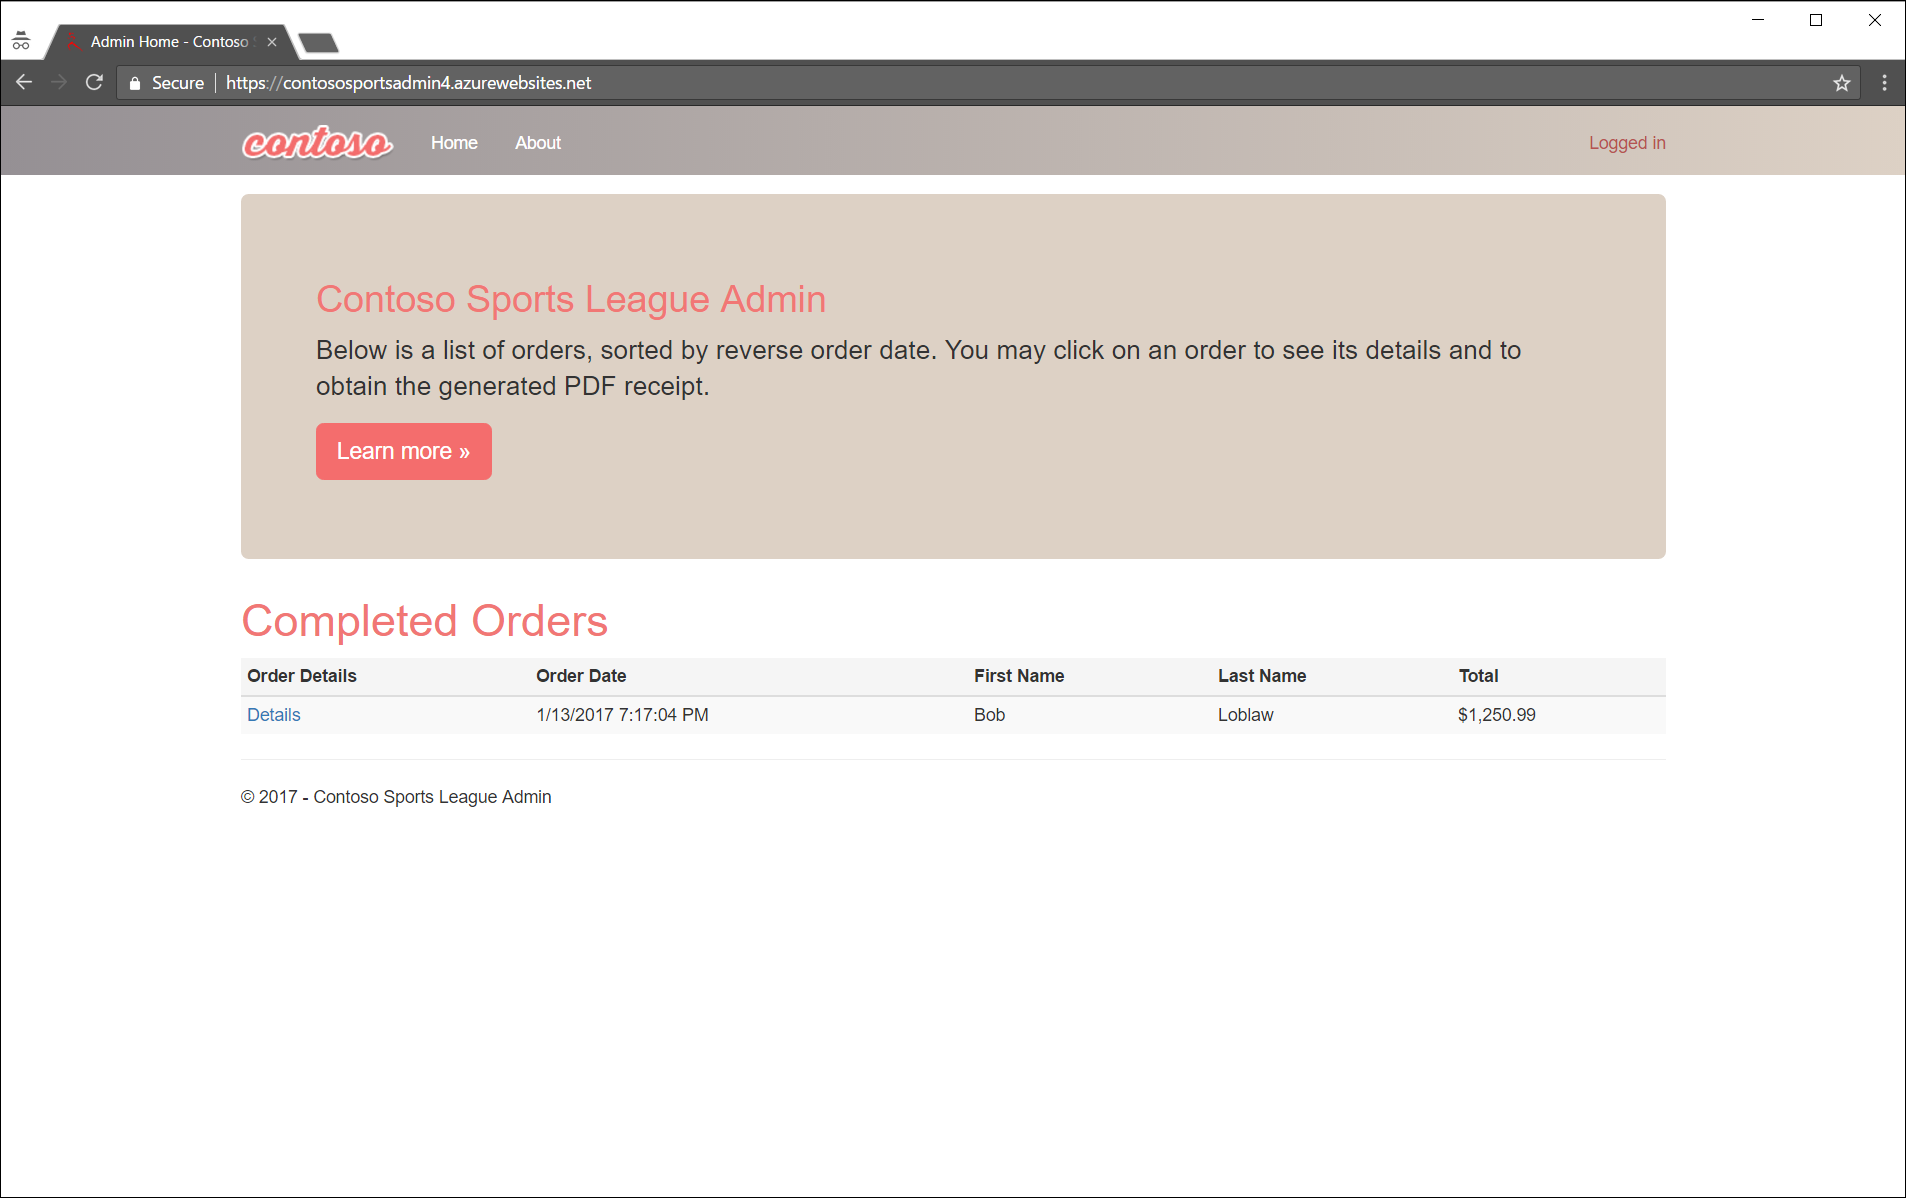 Admin Home - Contoso
Secure
https://contososportsadmin4.azurewebsites.net
contoso
Home
About
Logged in
Contoso Sports League Admin
Below is a list of orders, sorted by reverse order date. You may click on an order to see its details and to
obtain the generated PDF receipt.
Learn more »
Completed Orders
Order Details Order Date First Name Last Name Total
Details 1/13/2017 7:17:04 PM Bob Loblaw $1,250.99
© 2017 - Contoso Sports League Admin